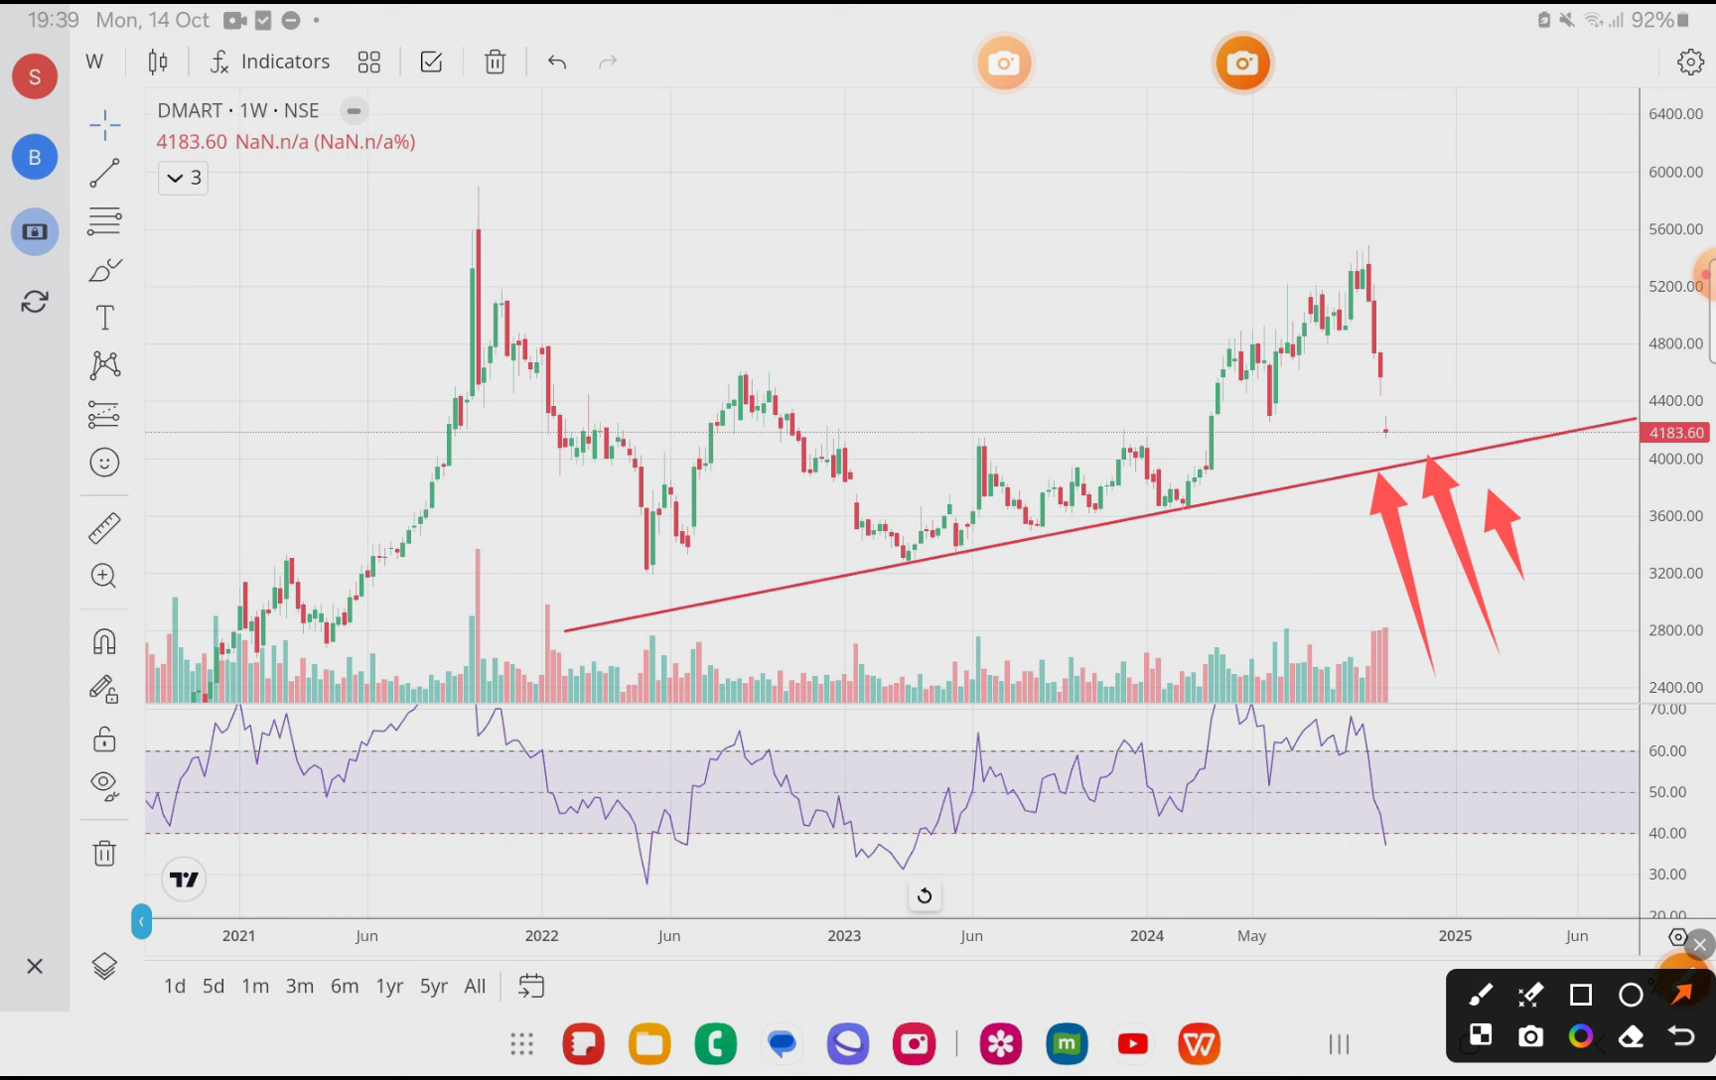 19:39 Mon, 14 Oct
92%
S
W
Indicators
DMART · 1W · NSE
4183.60 NaN.n/a (NaN.n/a%)
3
B
T
6400.00
6000.00
5600.00
5200.00
4800.00
4400.00
4183.60
4000.00
3600.00
3200.00
2800.00
2400.00
70.00
60.00
50.00
40.00
30.00
20.00
2021 Jun 2022 Jun 2023 Jun 2024 May 2025 Jun
1d 5d 1m 3m 6m 1yr 5yr All
m
W